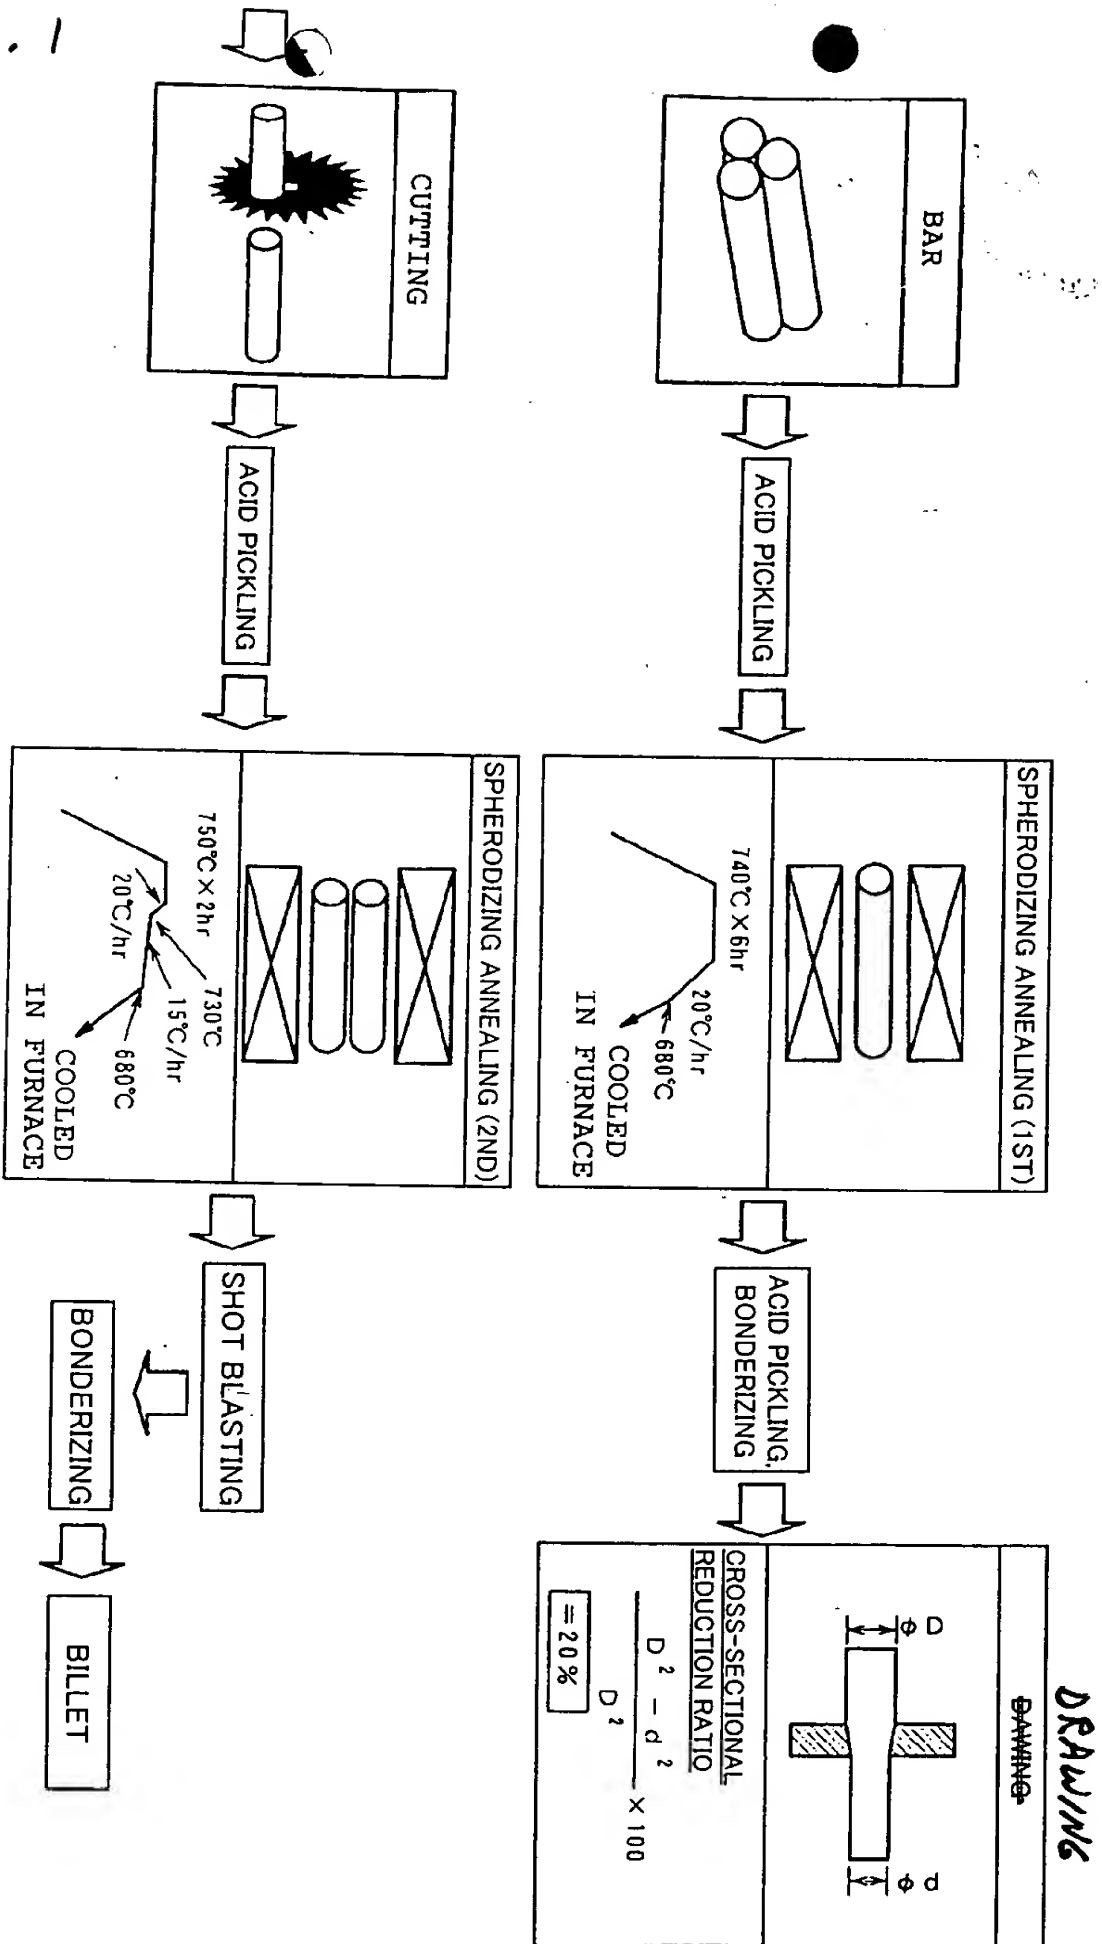 DRAWING
BAR
ACID PICKLING
SPHERODIZING ANNEALING (1ST)
740°C X 6hr
20°C/hr
680°C
COOLED
IN FURNACE
ACID PICKLING,
BONDERIZING
DAWING
φD
φd
CROSS-SECTIONAL
REDUCTION RATIO
D² - d²
D²
X 100
=20%
CUTTING
ACID PICKLING
SPHERODIZING ANNEALING (2ND)
750°C X 2hr
730°C
20°C/hr
15°C/hr
680°C
COOLED
IN FURNACE
SHOT BLASTING
BONDERIZING
BILLET
. 1